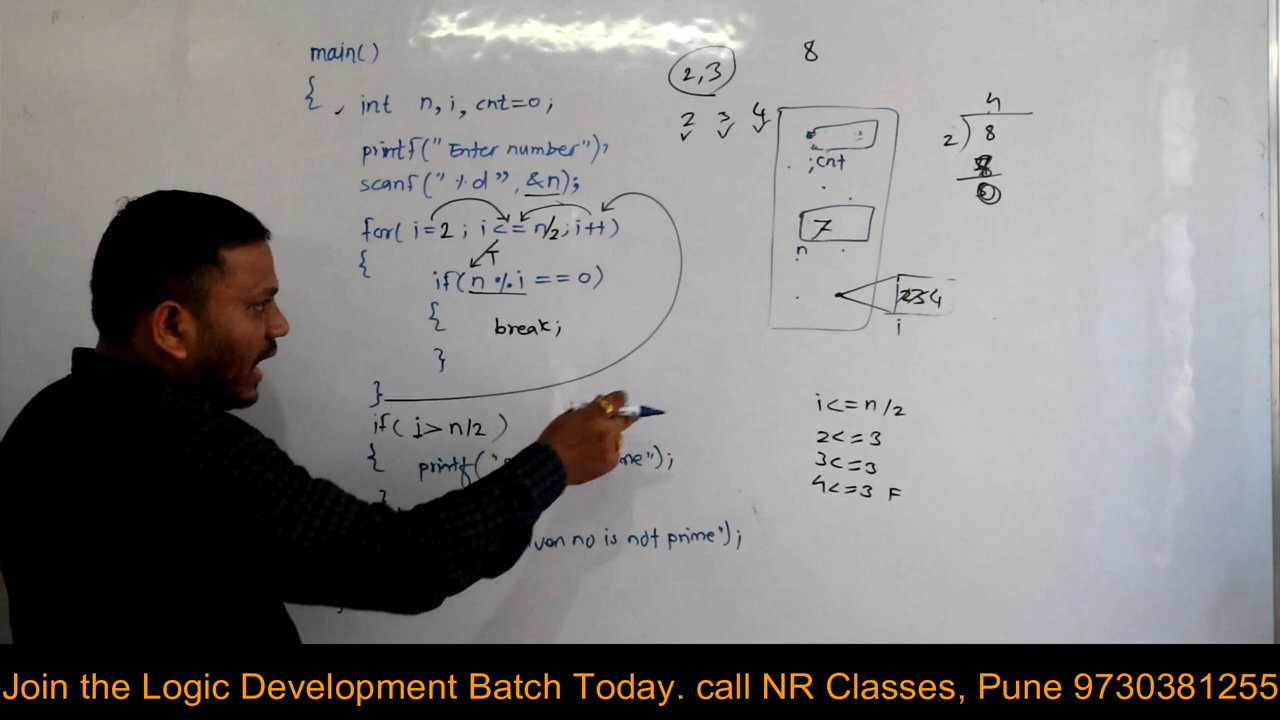 main()
{ , int n, i, cnt=0;
printf("Enter number");
scanf("%d", &n);
for( i=2; i<=n/2; i++)
T
{
if(n%i==0)
{
break;
}
}
if( i>n/2 )
{ printf(" me");
}
no is not prime");
2,3
2 3 4
8
;cnt
7
n
234
i
4
2) 8
8
0
i<=n/2
2<=3
3<=3
4<=3 F
Join the Logic Development Batch Today. call NR Classes, Pune 9730381255